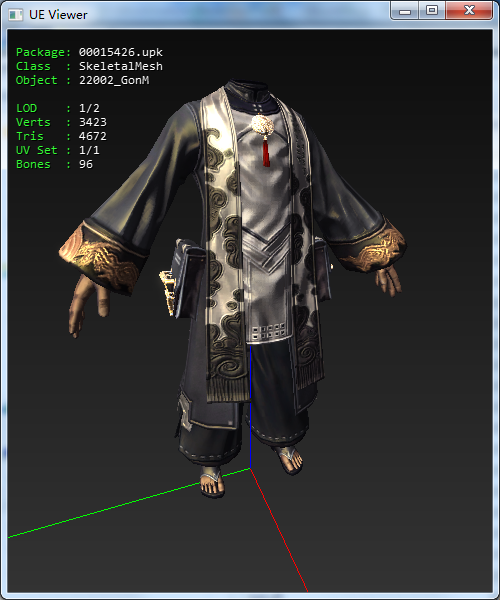 UE Viewer
Package: 00015426.upk
Class : SkeletalMesh
Object : 22002_GonM
LOD : 1/2
Verts : 3423
Tris : 4672
UV Set : 1/1
Bones : 96